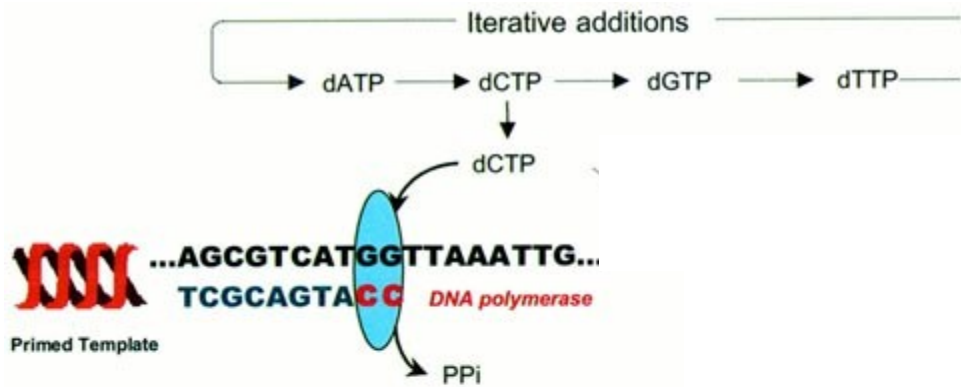 Iterative additions
dATP dCTP dGTP dTTP
dCTP
...AGCGTCATGGTTAAATTG...
TCGCAGTACC DNA polymerase
Primed Template
PPi